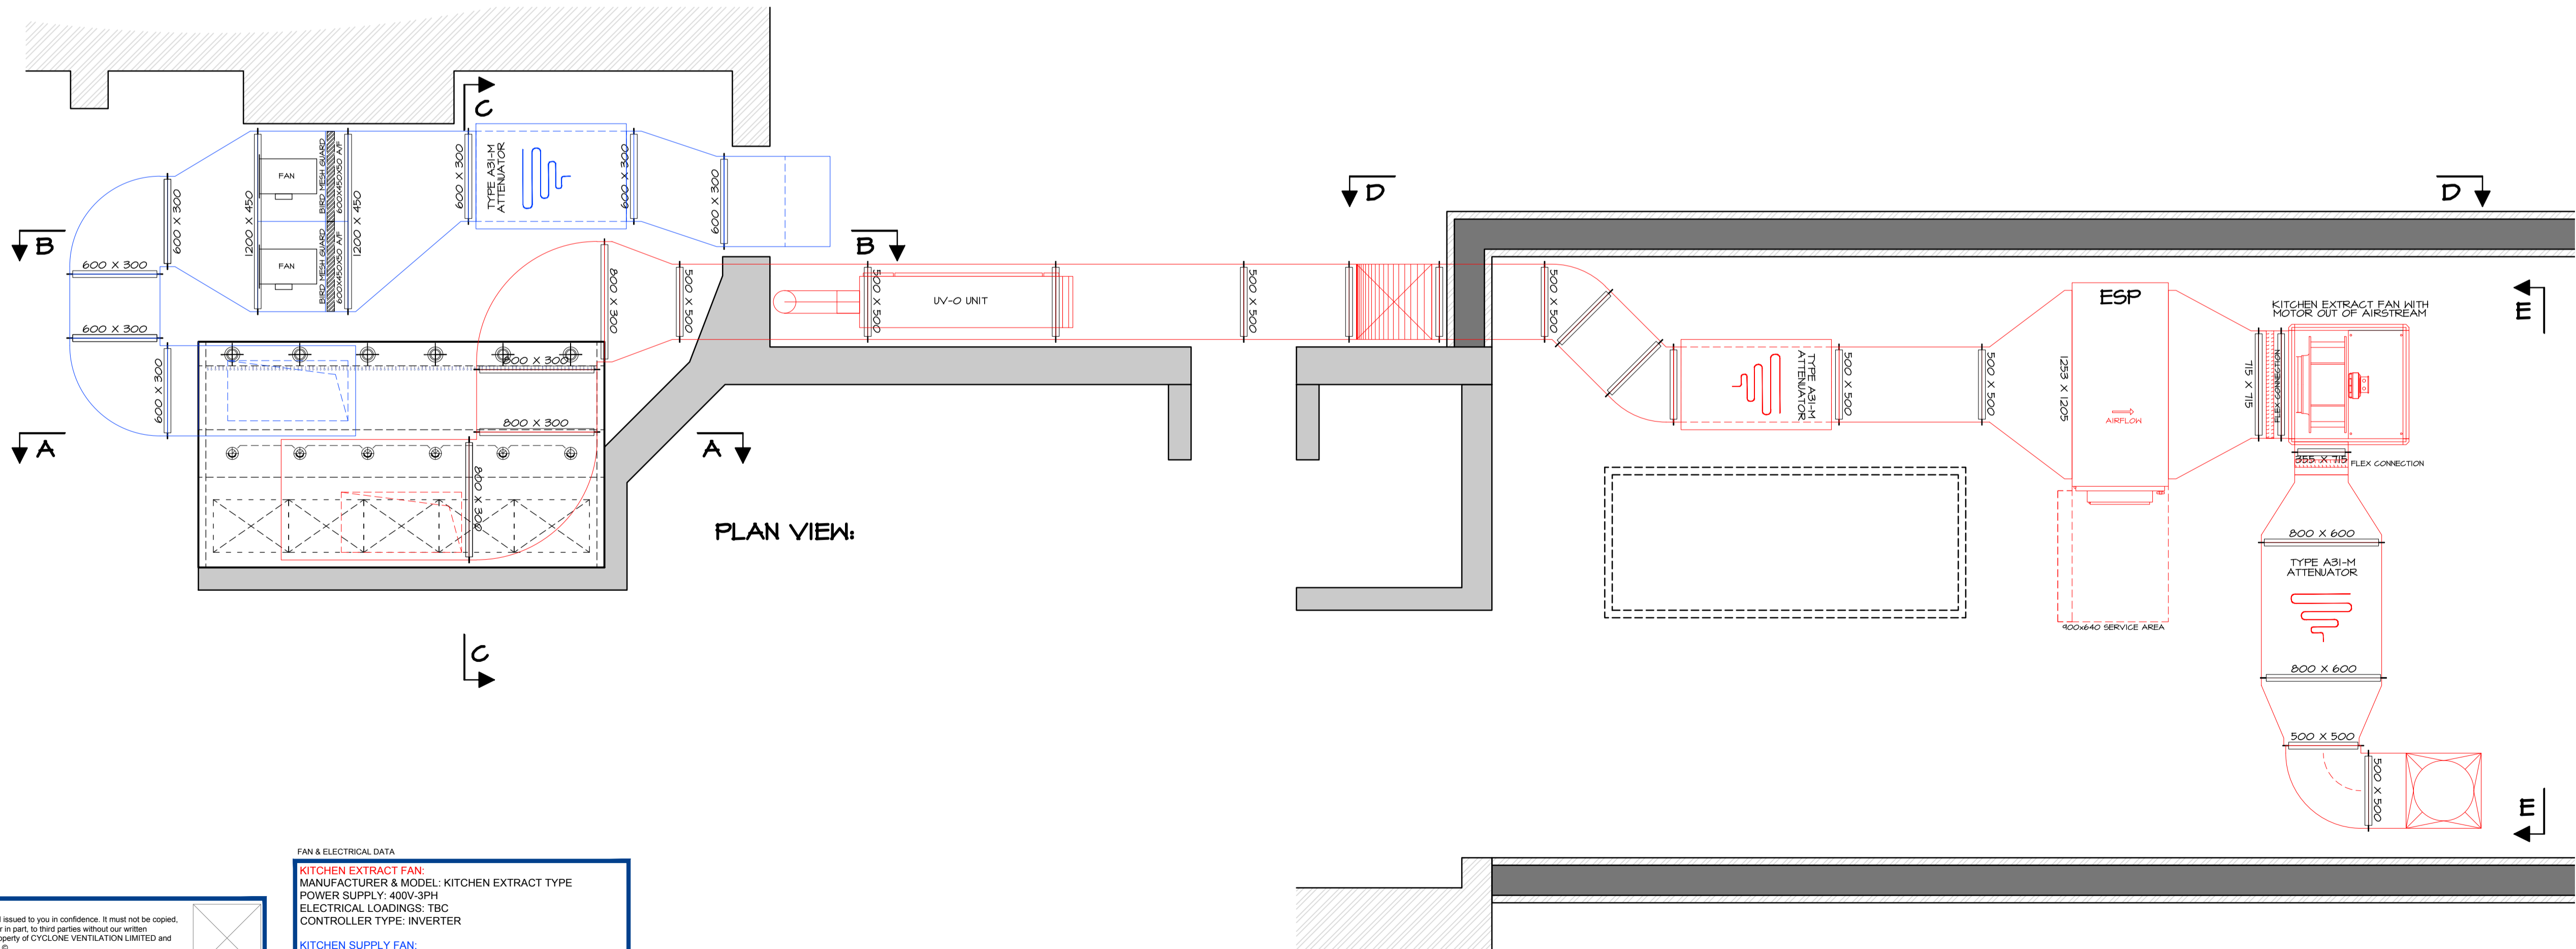 C
600 X 300
TYPE A31-M
ATTENUATOR
600 X 300
600 X 300
FAN
FAN
BIRD MESH GUARD
600X450X50 A/F
BIRD MESH GUARD
600X450X50 A/F
1200 X 450
1200 X 450
600 X 300
B
B
600 X 300
600 X 300
600 X 300
800 X 300
800 X 300
800 X 300
800 X 300
500 X 500
500 X 500
UV-O UNIT
500 X 500
D
D
A
A
C
PLAN VIEW:
500 X 500
TYPE A31-M
ATTENUATOR
500 X 500
500 X 500
ESP
1253 X 1205
AIRFLOW
900x640 SERVICE AREA
715 X 715
FLEX CONNECTION
KITCHEN EXTRACT FAN WITH
MOTOR OUT OF AIRSTREAM
E
355 X 715
FLEX CONNECTION
800 X 600
TYPE A31-M
ATTENUATOR
800 X 600
500 X 500
500 X 500
E
FAN & ELECTRICAL DATA
KITCHEN EXTRACT FAN:
MANUFACTURER & MODEL: KITCHEN EXTRACT TYPE
POWER SUPPLY: 400V-3PH
ELECTRICAL LOADINGS: TBC
CONTROLLER TYPE: INVERTER
KITCHEN SUPPLY FAN:
issued to you in confidence. It must not be copied,
r in part, to third parties without our written
operty of CYCLONE VENTILATION LIMITED and
©